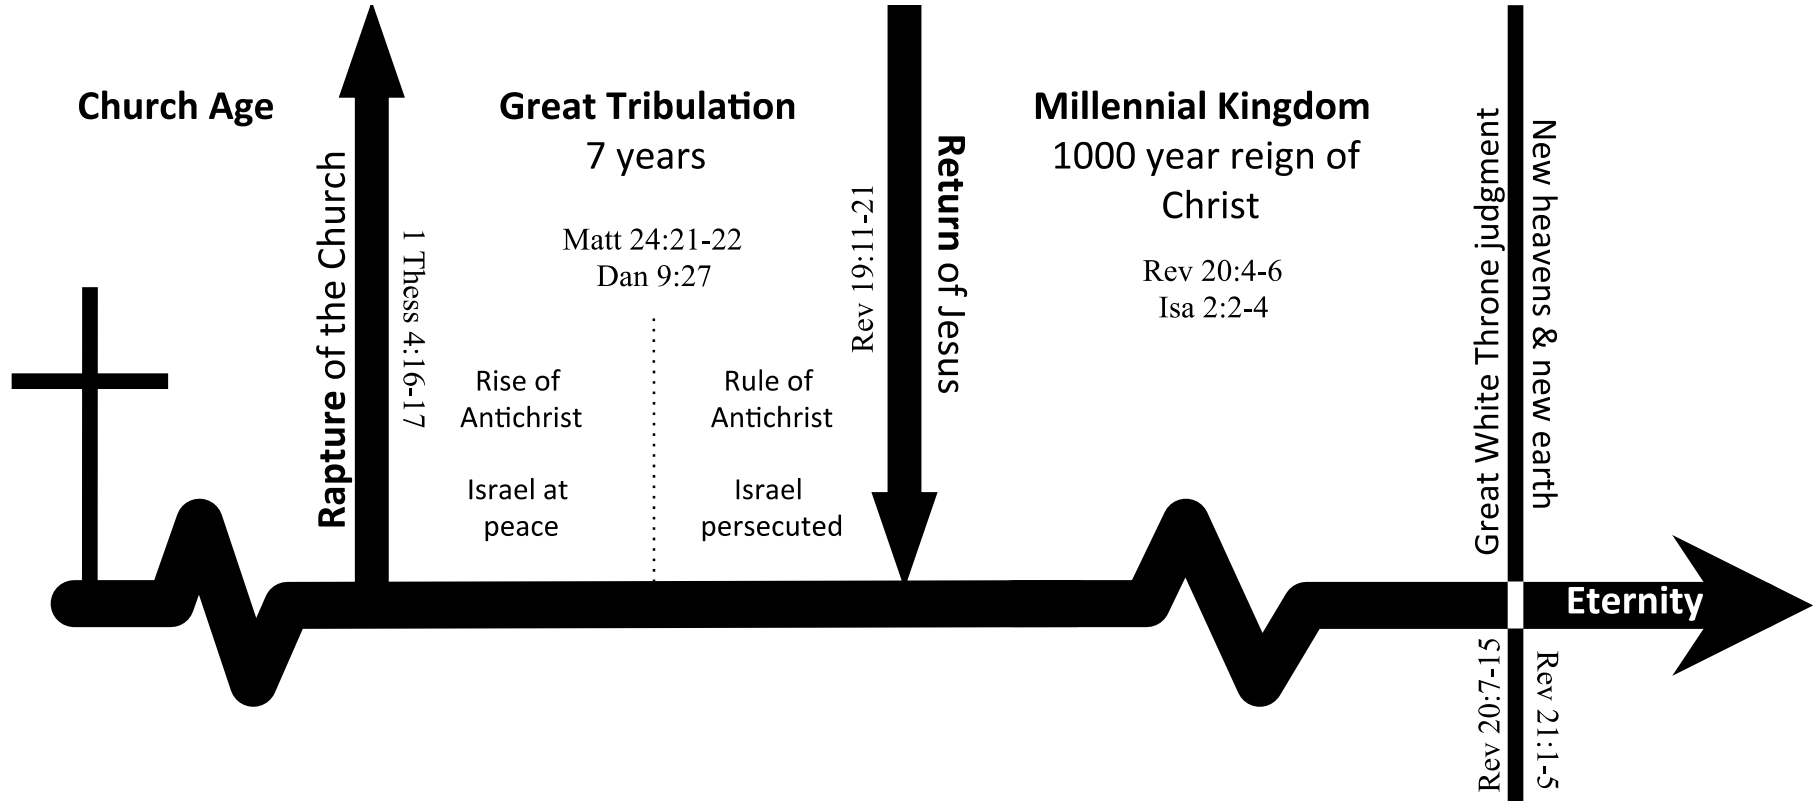 Church Age
Rapture of the Church
1 Thess 4:16-17
Great Tribulation
7 years
Matt 24:21-22
Dan 9:27
Rise of
Antichrist
Israel at
peace
Rule of
Antichrist
Israel
persecuted
Rev 19:11-21
Return of Jesus
Millennial Kingdom
1000 year reign of
Christ
Rev 20:4-6
Isa 2:2-4
Great White Throne judgment
New heavens & new earth
Eternity
Rev 20:7-15
Rev 21:1-5